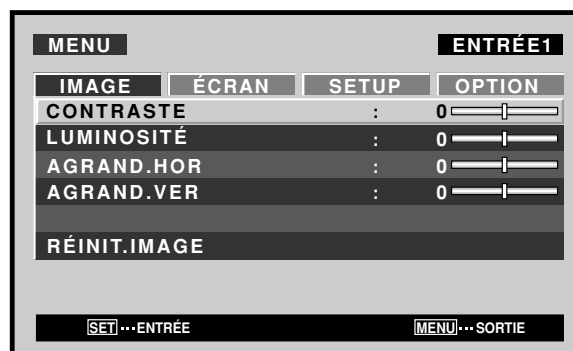 MENU ENTRÉE1
IMAGE ÉCRAN SETUP OPTION
CONTRASTE : 0
LUMINOSITÉ : 0
AGRAND.HOR : 0
AGRAND.VER : 0
RÉINIT.IMAGE
SET···ENTRÉE MENU···SORTIE